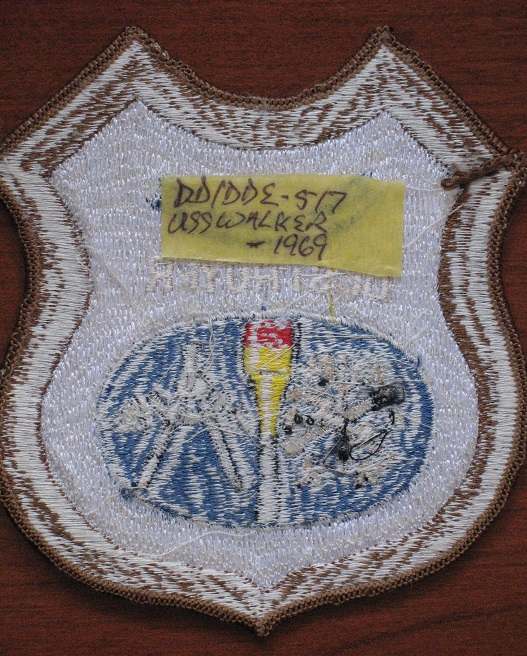 DD/DDE-517
USS WALKER
- 1969